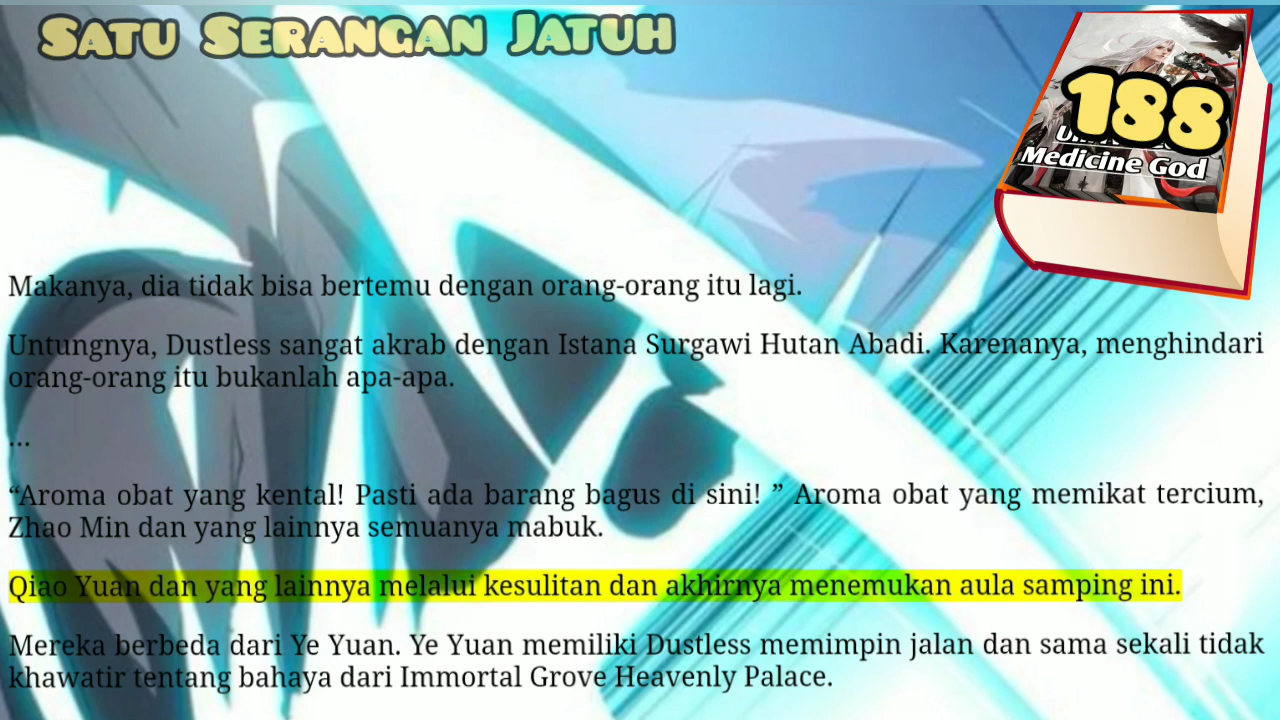 Satu Serangan Jatuh
188
Medicine God
Makanya, dia tidak bisa bertemu dengan orang-orang itu lagi.
Untungnya, Dustless sangat akrab dengan Istana Surgawi Hutan Abadi. Karenanya, menghindari
orang-orang itu bukanlah apa-apa.
...
“Aroma obat yang kental! Pasti ada barang bagus di sini! ” Aroma obat yang memikat tercium,
Zhao Min dan yang lainnya semuanya mabuk.
Qiao Yuan dan yang lainnya melalui kesulitan dan akhirnya menemukan aula samping ini.
Mereka berbeda dari Ye Yuan. Ye Yuan memiliki Dustless memimpin jalan dan sama sekali tidak
khawatir tentang bahaya dari Immortal Grove Heavenly Palace.